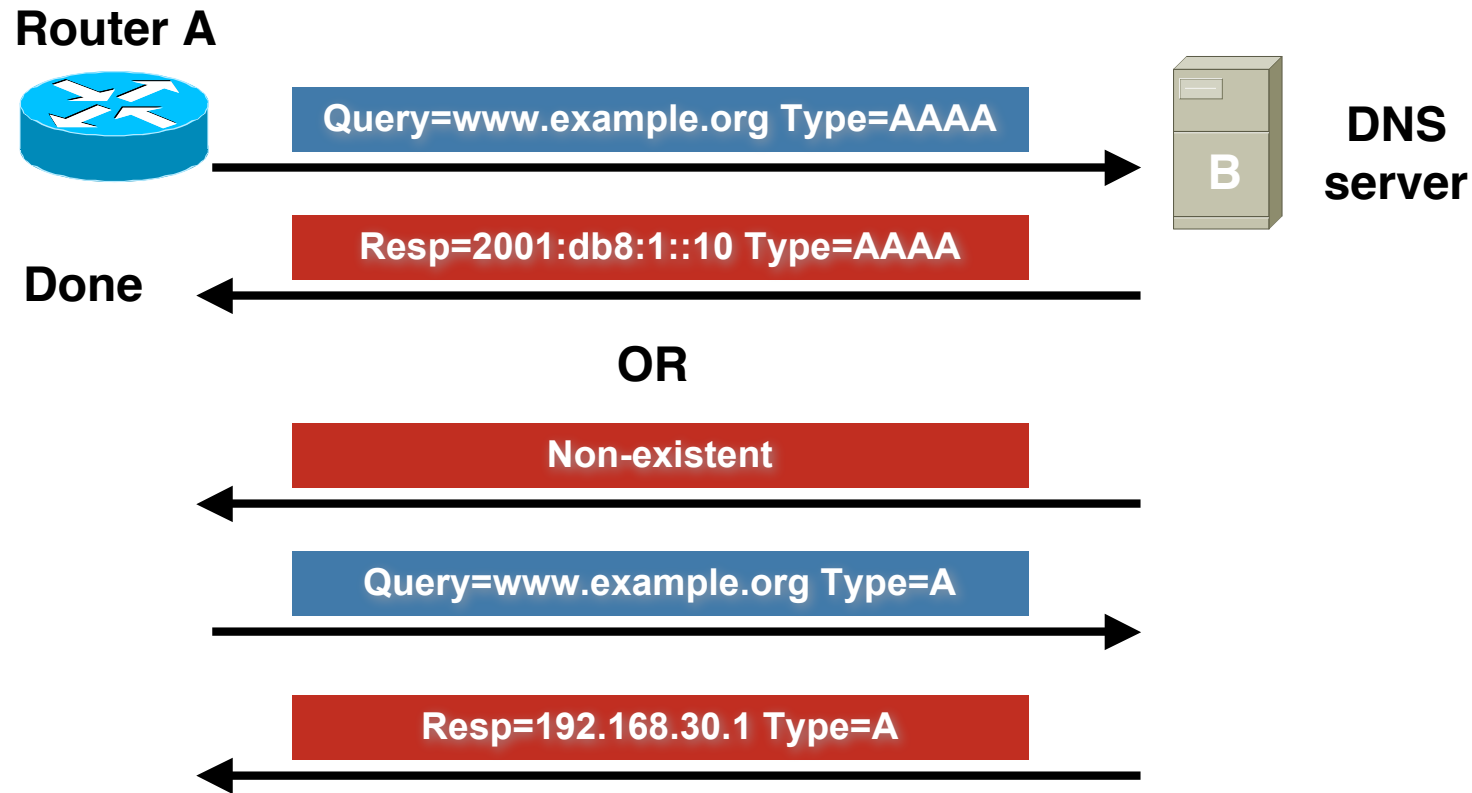 Router A
Query=www.example.org Type=AAAA
B
DNS
server
Resp=2001:db8:1::10 Type=AAAA
Done
OR
Non-existent
Query=www.example.org Type=A
Resp=192.168.30.1 Type=A